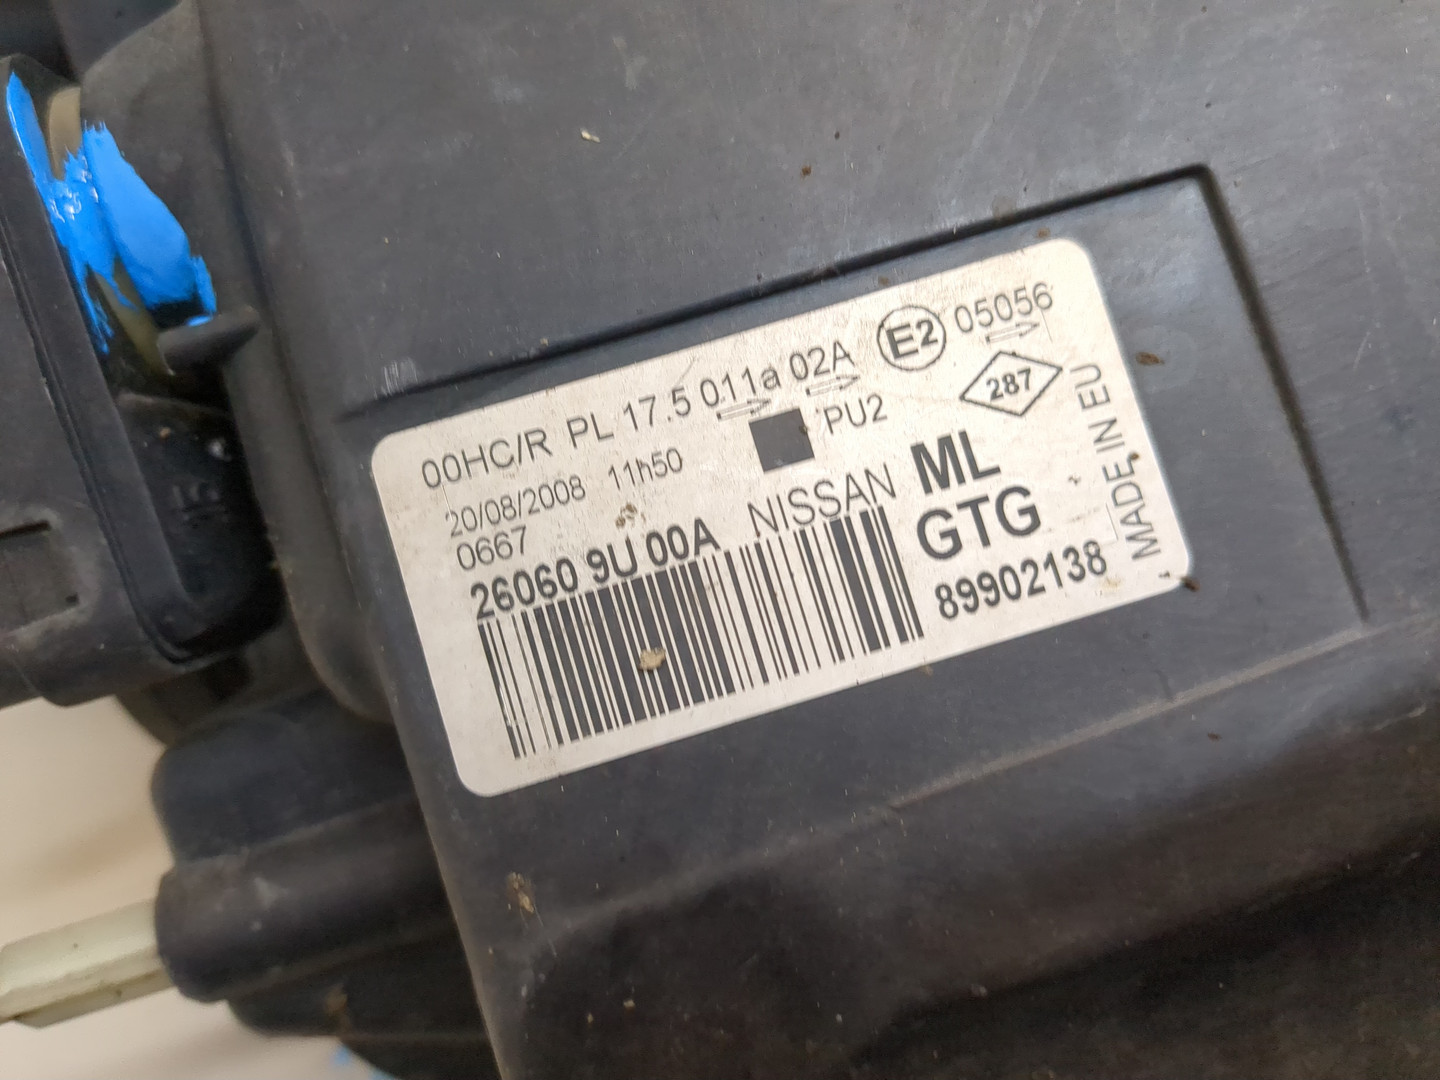 00HC/R PL 17.5 011a 02A E2 05056
20/08/2008 11h50 PU2 287
0667
26060 9U 00A NISSAN ML
GTG
89902138
MADE IN EU